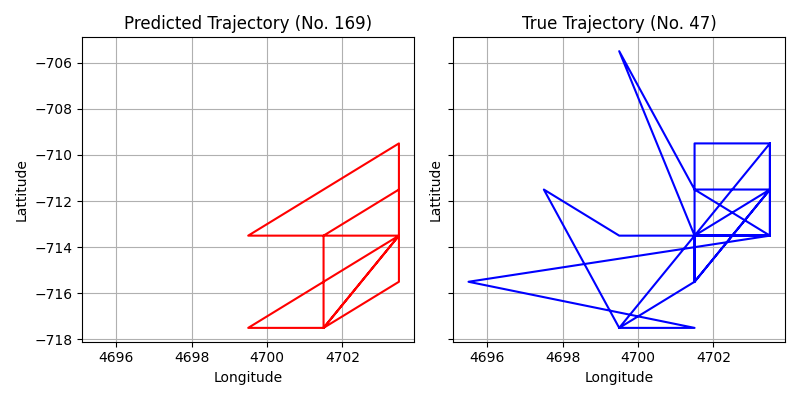 Predicted Trajectory (No. 169)
True Trajectory (No. 47)
Lattitude
−706
−708
−710
−712
−714
−716
−718
4696
4698
4700
4702
Longitude
Lattitude
4696
4698
4700
4702
Longitude